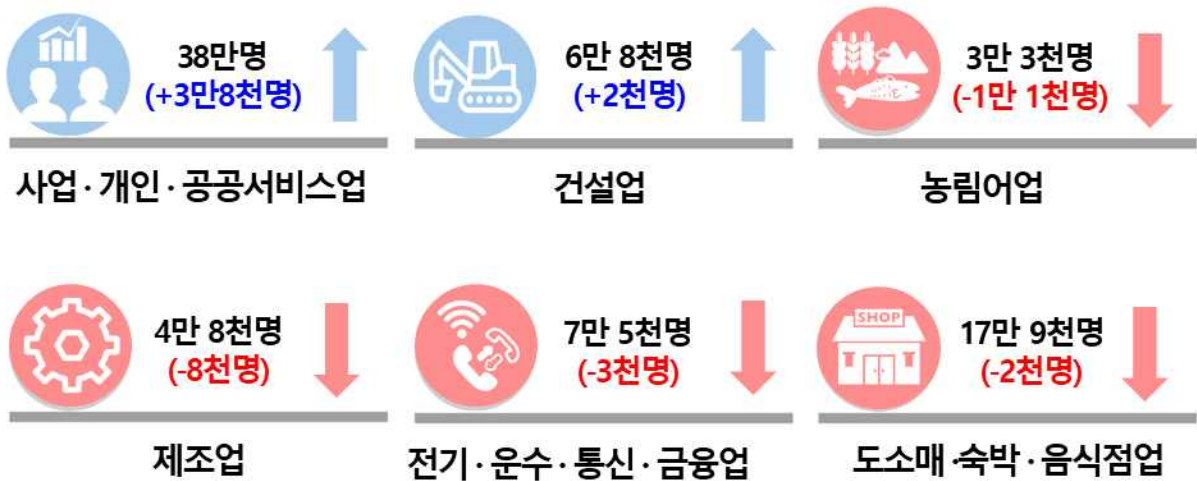 38만명
(+3만8천명)
사업·개인·공공서비스업
6만 8천명
(+2천명)
건설업
3만 3천명
(-1만 1천명)
농림어업
4만 8천명
(-8천명)
제조업
7만 5천명
(-3천명)
전기·운수·통신·금융업
SHOP
17만 9천명
(-2천명)
도소매·숙박·음식점업